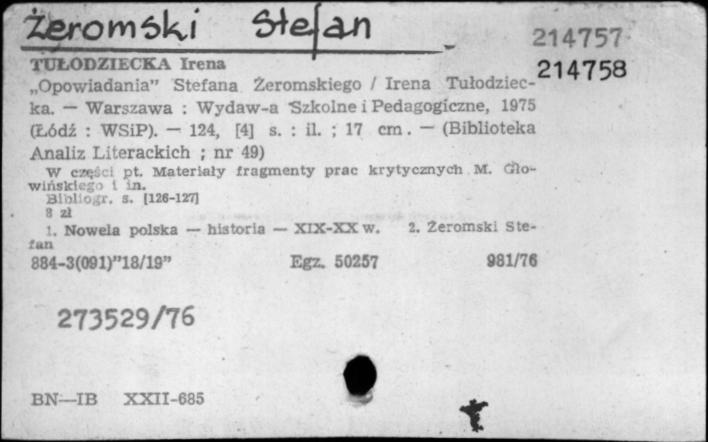 Żeromski Stefan
214757
214758
TUŁODZIECKA Irena
„Opowiadania” Stefana Żeromskiego / Irena Tułodziec-
ka. — Warszawa : Wydaw-a Szkolne i Pedagogiczne, 1975
(Łódź : WSiP). — 124, [4] s. : il. ; 17 cm. — (Biblioteka
Analiz Literackich ; nr 49)
W części pt. Materiały fragmenty prac krytycznych M. Gło-
wińskiego i in.
Bibliogr. s. [126-127]
8 zł
1. Nowela polska — historia — XIX-XX w. 2. Żeromski Ste-
fan
884-3(091)”18/19” Egz. 50257 981/76
273529/76
BN—IB XXII-685